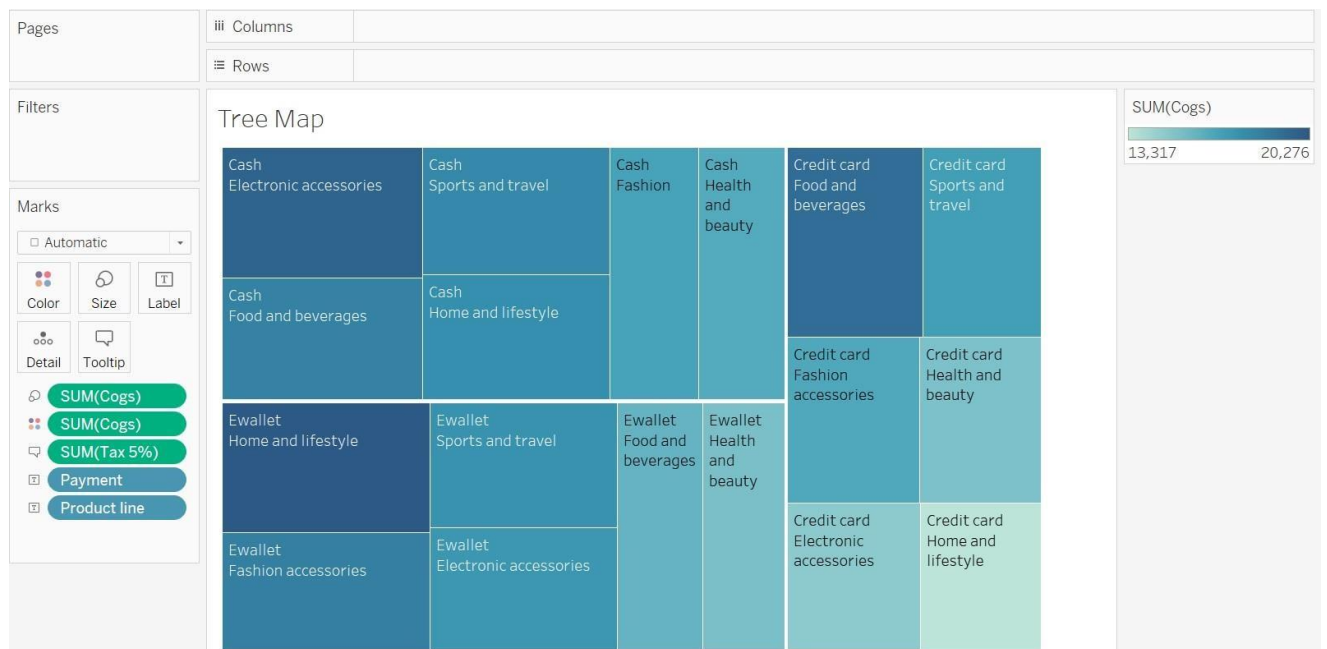 Pages
Columns
Rows
Filters
Marks
Automatic
Color
Size
Label
Detail
Tooltip
SUM(Cogs)
SUM(Cogs)
SUM(Tax 5%)
Payment
Product line
Tree Map
Cash
Electronic accessories
Cash
Sports and travel
Cash
Fashion
Cash
Health
and
beauty
Credit card
Food and
beverages
Credit card
Sports and
travel
Cash
Food and beverages
Cash
Home and lifestyle
Credit card
Fashion
accessories
Credit card
Health and
beauty
Ewallet
Home and lifestyle
Ewallet
Sports and travel
Ewallet
Food and
beverages
Ewallet
Health
and
beauty
Credit card
Electronic
accessories
Credit card
Home and
lifestyle
Ewallet
Fashion accessories
Ewallet
Electronic accessories
SUM(Cogs)
13,317 20,276